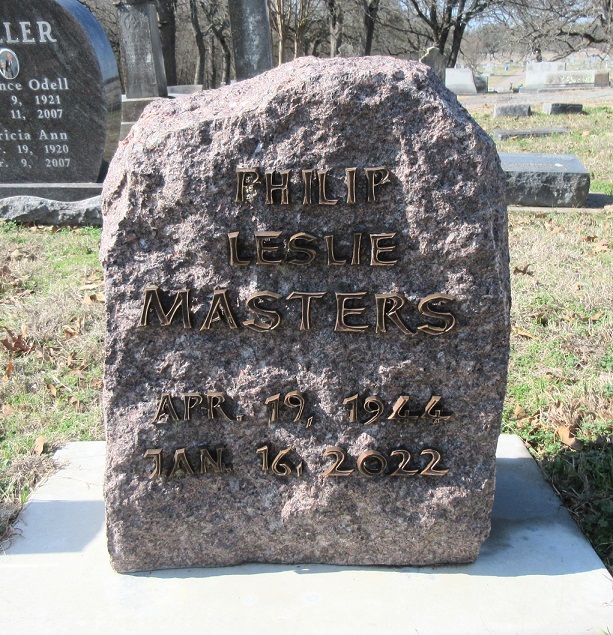 PHILIP
LESLIE
MASTERS
APR. 19, 1944
JAN. 16, 2022
LLER
nce Odell
9, 1921
11, 2007
ricia Ann
19, 1920
9, 2007